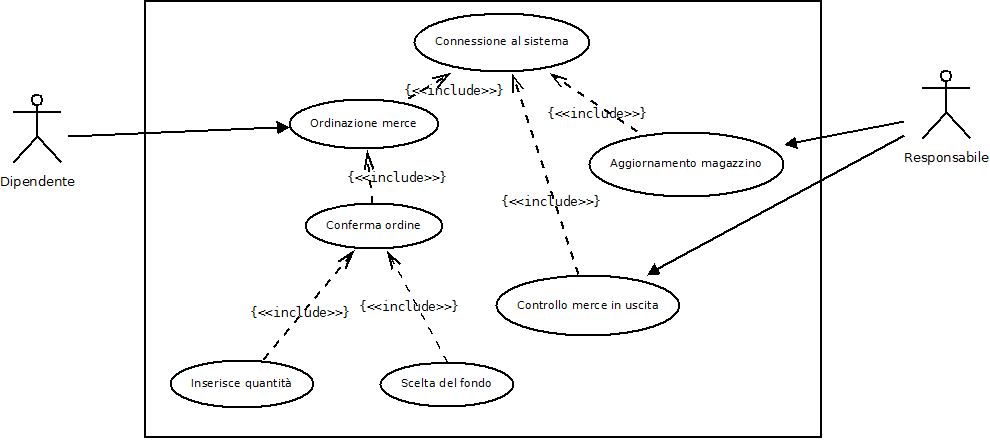 Connessione al sistema
{<<include>>}
Ordinazione merce
{<<include>>}
Dipendente
Responsabile
Aggiornamento magazzino
{<<include>>}
{<<include>>}
Conferma ordine
Controllo merce in uscita
{<<include>>}
{<<include>>}
Inserisce quantità
Scelta del fondo